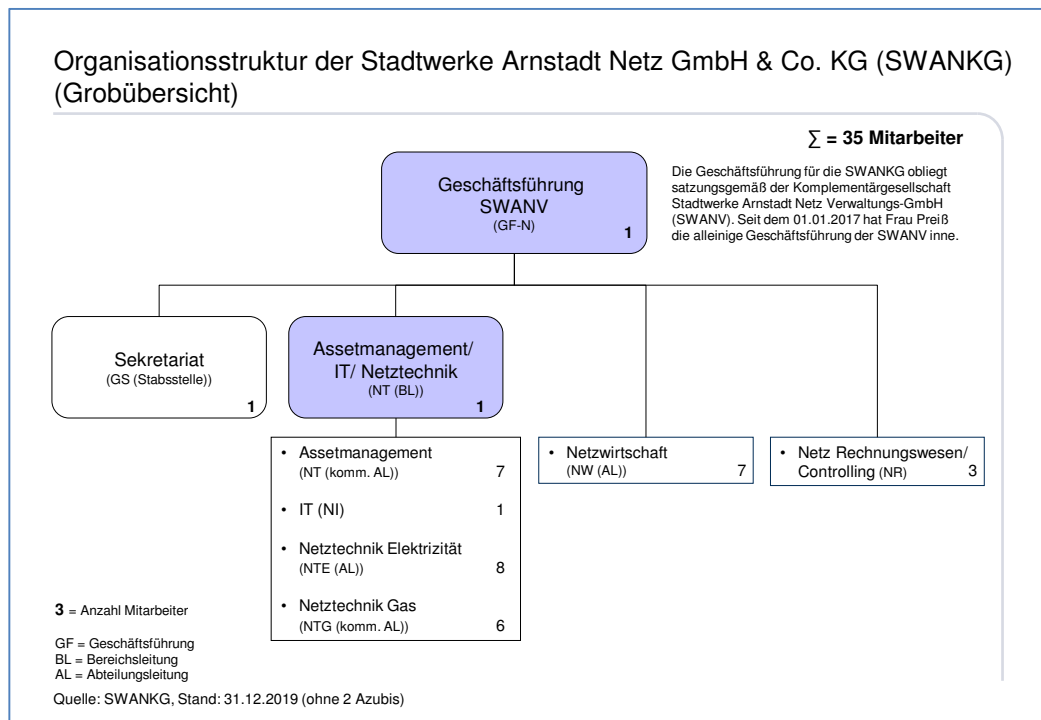 Organisationsstruktur der Stadtwerke Arnstadt Netz GmbH & Co. KG (SWANKG)
(Grobübersicht)
∑ = 35 Mitarbeiter
Geschäftsführung
SWANV
(GF-N)
1
Die Geschäftsführung für die SWANKG obliegt
satzungsgemäß der Komplementärgesellschaft
Stadtwerke Arnstadt Netz Verwaltungs-GmbH
(SWANV). Seit dem 01.01.2017 hat Frau Preiß
die alleinige Geschäftsführung der SWANV inne.
Sekretariat
(GS (Stabsstelle))
1
Assetmanagement/
IT/ Netztechnik
(NT (BL))
1
• Assetmanagement
(NT (komm. AL)) 7
• IT (NI) 1
• Netztechnik Elektrizität
(NTE (AL)) 8
• Netztechnik Gas
(NTG (komm. AL)) 6
• Netzwirtschaft
(NW (AL)) 7
• Netz Rechnungswesen/
Controlling (NR) 3
3 = Anzahl Mitarbeiter
GF = Geschäftsführung
BL = Bereichsleitung
AL = Abteilungsleitung
Quelle: SWANKG, Stand: 31.12.2019 (ohne 2 Azubis)